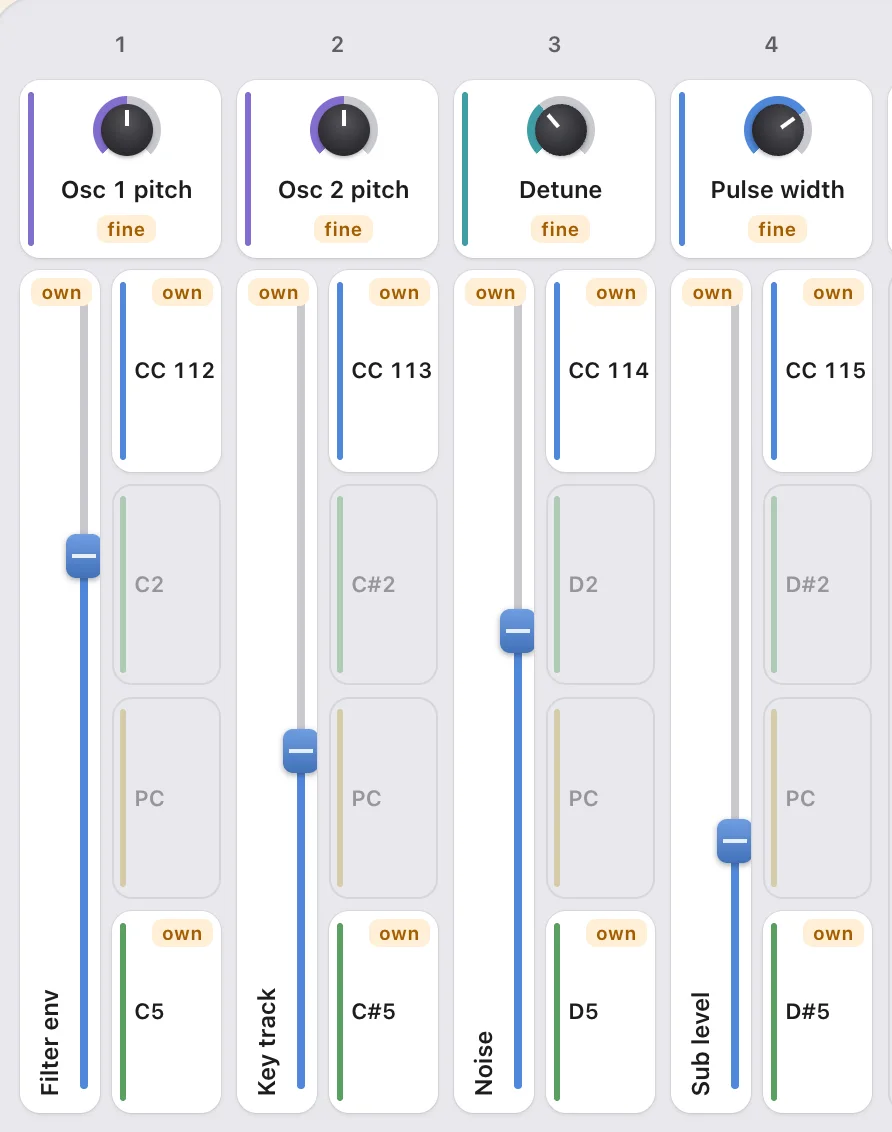 1
2
3
4
Osc 1 pitch
fine
Osc 2 pitch
fine
Detune
fine
Pulse width
fine
own
Filter env
own
CC 112
C2
PC
own
C5
own
Key track
own
CC 113
C#2
PC
own
C#5
own
Noise
own
CC 114
D2
PC
own
D5
own
Sub level
own
CC 115
D#2
PC
own
D#5